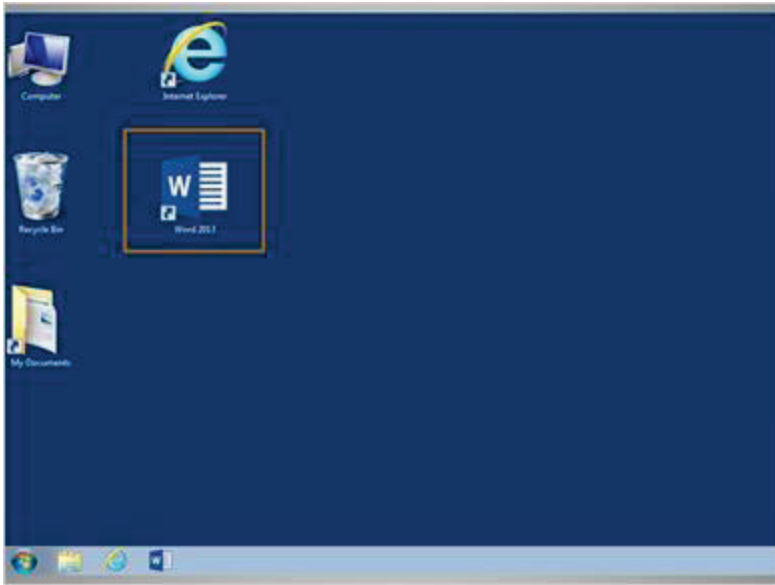 Computer
Internet Explorer
Recycle Bin
W
Word 2013
My Documents
W